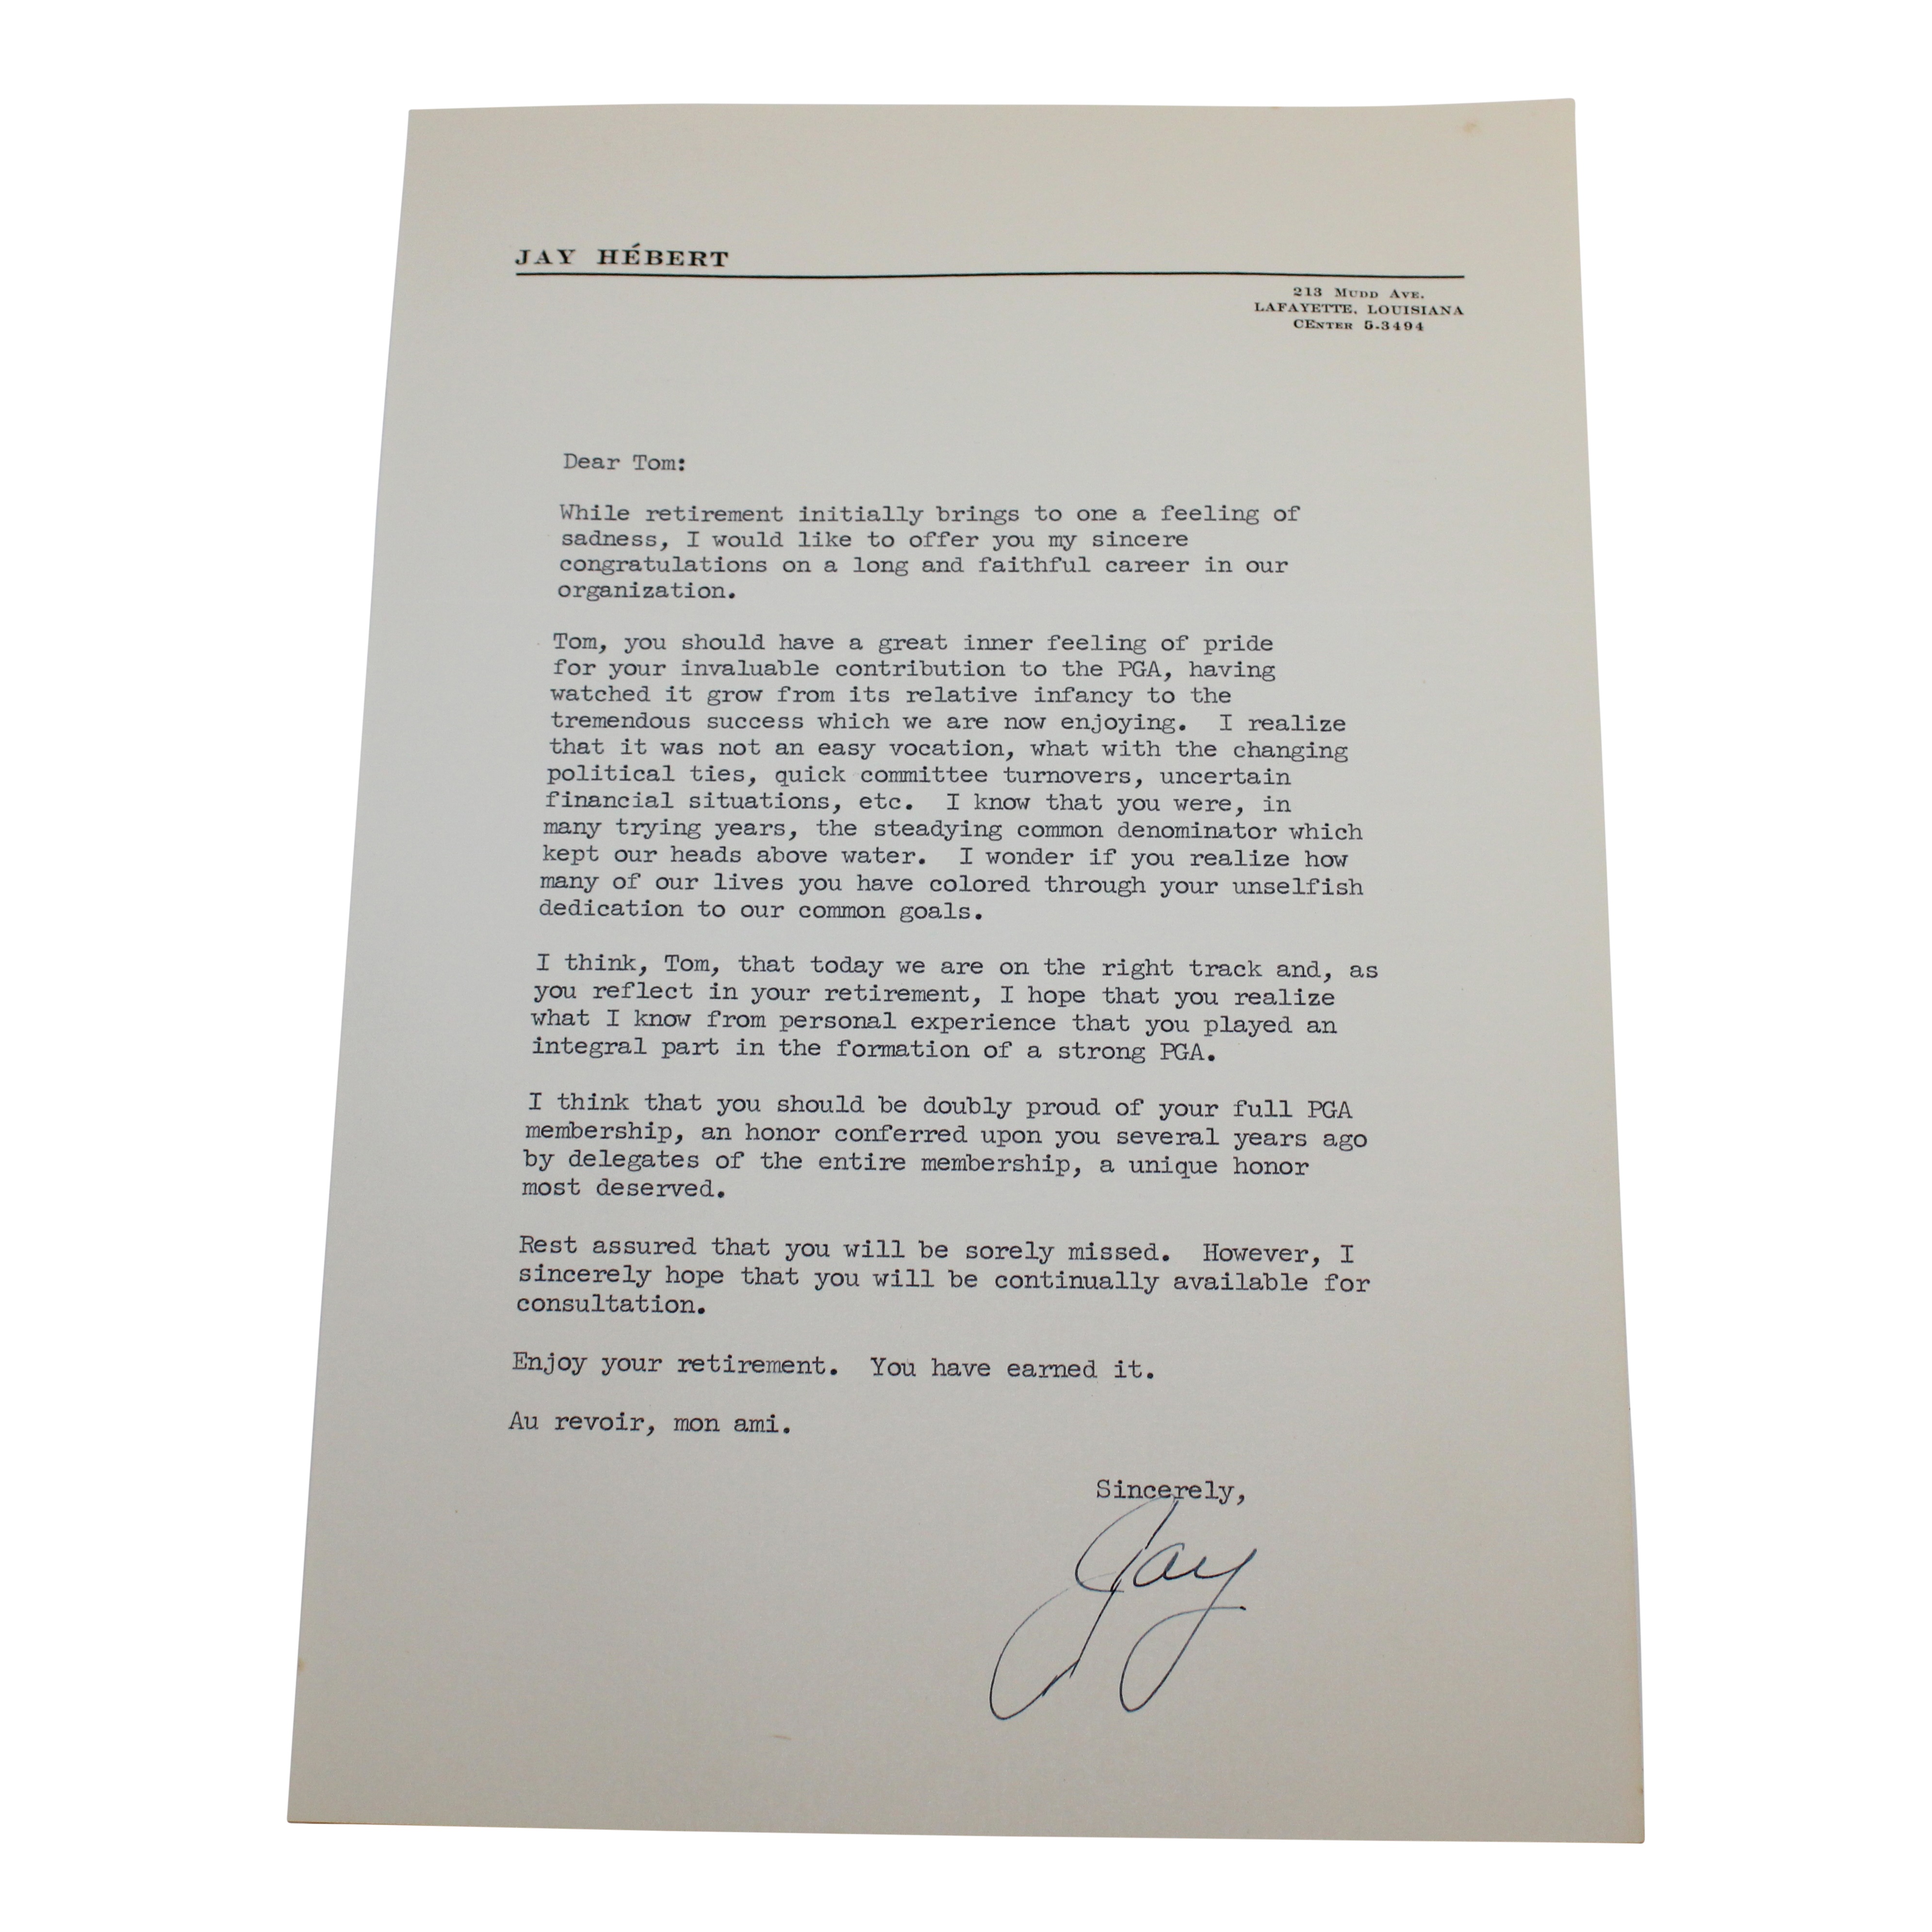 JAY HÉBERT
213 MUDD AVE.
LAFAYETTE, LOUISIANA
CENTER 5-3494
Dear Tom:
While retirement initially brings to one a feeling of
sadness, I would like to offer you my sincere
congratulations on a long and faithful career in our
organization.
Tom, you should have a great inner feeling of pride
for your invaluable contribution to the PGA, having
watched it grow from its relative infancy to the
tremendous success which we are now enjoying.  I realize
that it was not an easy vocation, what with the changing
political ties, quick committee turnovers, uncertain
financial situations, etc.  I know that you were, in
many trying years, the steadying common denominator which
kept our heads above water.  I wonder if you realize how
many of our lives you have colored through your unselfish
dedication to our common goals.
I think, Tom, that today we are on the right track and, as
you reflect in your retirement, I hope that you realize
what I know from personal experience that you played an
integral part in the formation of a strong PGA.
I think that you should be doubly proud of your full PGA
membership, an honor conferred upon you several years ago
by delegates of the entire membership, a unique honor
most deserved.
Rest assured that you will be sorely missed.  However, I
sincerely hope that you will be continually available for
consultation.
Enjoy your retirement.  You have earned it.
Au revoir, mon ami.
Sincerely,
Jay